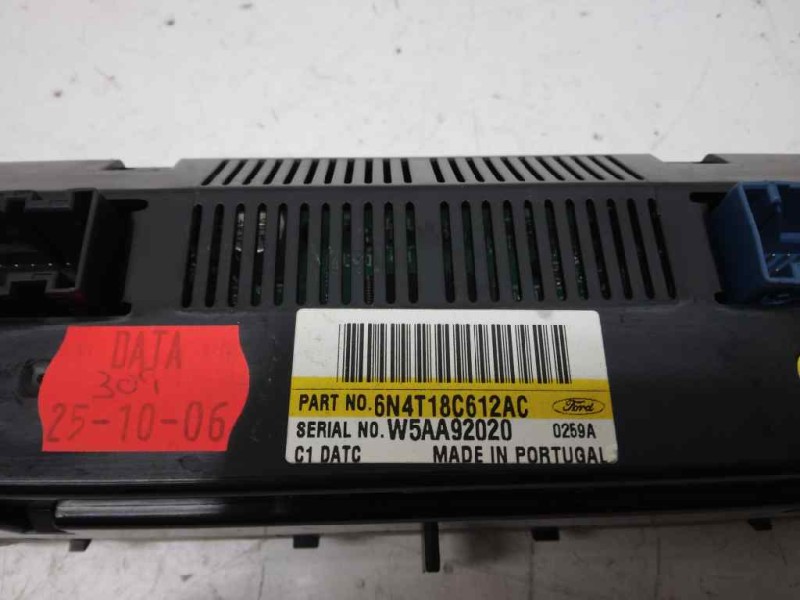 DATA
309
25-10-06
PART NO. 6N4T18C612AC
Ford
SERIAL NO. W5AA92020 0259A
C1 DATC MADE IN PORTUGAL